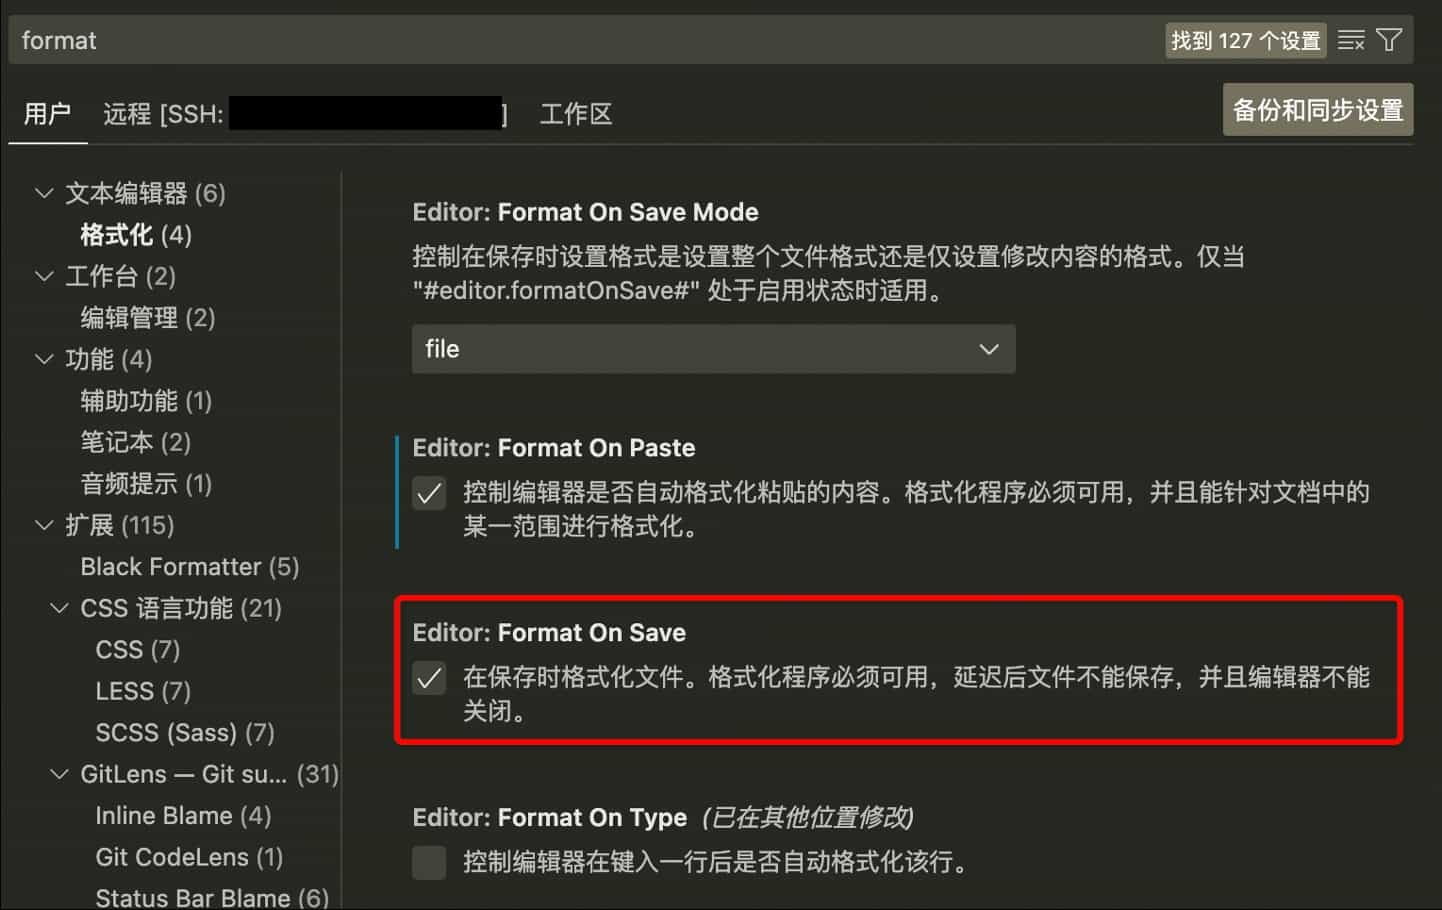 format
找到 127 个设置
用户
远程 [SSH: ]
工作区
备份和同步设置
文本编辑器 (6)
格式化 (4)
工作台 (2)
编辑管理 (2)
功能 (4)
辅助功能 (1)
笔记本 (2)
音频提示 (1)
扩展 (115)
Black Formatter (5)
CSS 语言功能 (21)
CSS (7)
LESS (7)
SCSS (Sass) (7)
GitLens — Git su... (31)
Inline Blame (4)
Git CodeLens (1)
Status Bar Blame (6)
Editor: Format On Save Mode
控制在保存时设置格式是设置整个文件格式还是仅设置修改内容的格式。仅当
"#editor.formatOnSave#" 处于启用状态时适用。
file
Editor: Format On Paste
控制编辑器是否自动格式化粘贴的内容。格式化程序必须可用，并且能针对文档中的
某一范围进行格式化。
Editor: Format On Save
在保存时格式化文件。格式化程序必须可用，延迟后文件不能保存，并且编辑器不能
关闭。
Editor: Format On Type (已在其他位置修改)
控制编辑器在键入一行后是否自动格式化该行。